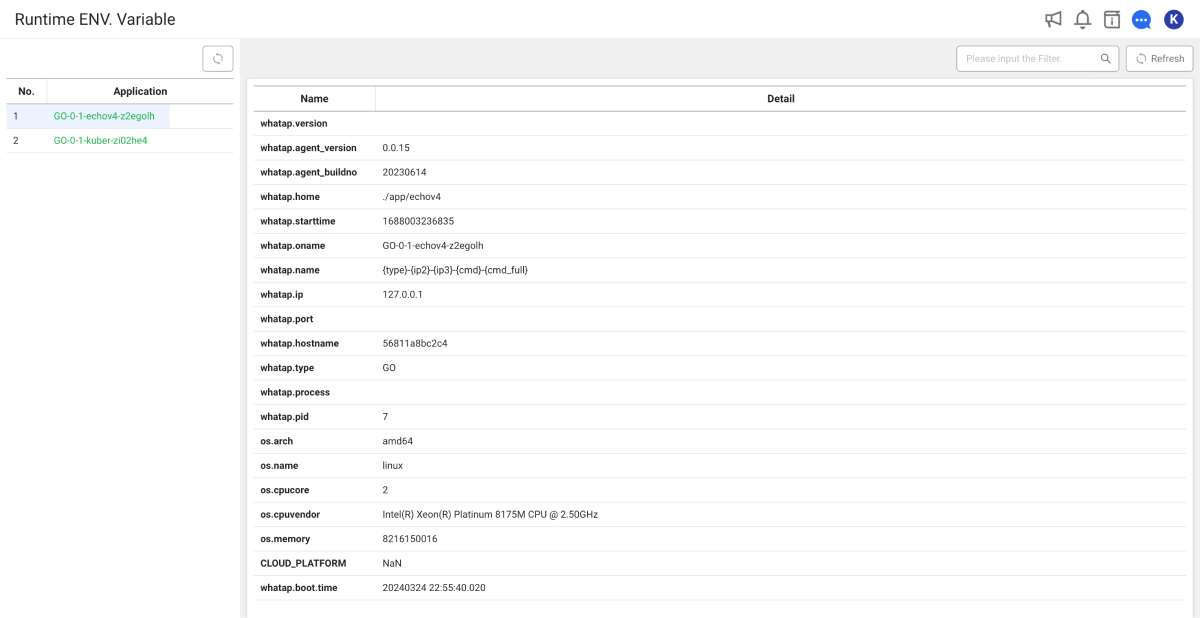 Runtime ENV. Variable
K
Please input the Filter.
Refresh
No. Application
1 GO-0-1-echov4-z2egolh
2 GO-0-1-kuber-zi02he4
Name Detail
whatap.version
whatap.agent_version 0.0.15
whatap.agent_buildno 20230614
whatap.home ./app/echov4
whatap.starttime 1688003236835
whatap.oname GO-0-1-echov4-z2egolh
whatap.name {type}-{ip2}-{ip3}-{cmd}-{cmd_full}
whatap.ip 127.0.0.1
whatap.port
whatap.hostname 56811a8bc2c4
whatap.type GO
whatap.process
whatap.pid 7
os.arch amd64
os.name linux
os.cpucore 2
os.cpuvendor Intel(R) Xeon(R) Platinum 8175M CPU @ 2.50GHz
os.memory 8216150016
CLOUD_PLATFORM NaN
whatap.boot.time 20240324 22:55:40.020